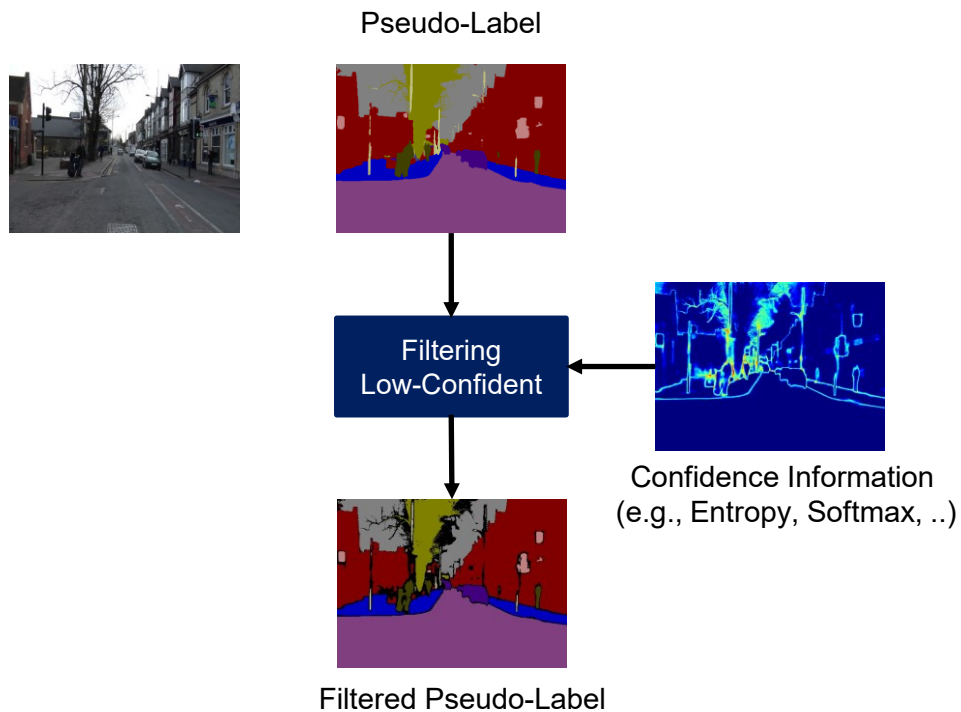 Pseudo-Label
Filtering
Low-Confident
Confidence Information
(e.g., Entropy, Softmax, ..)
Filtered Pseudo-Label